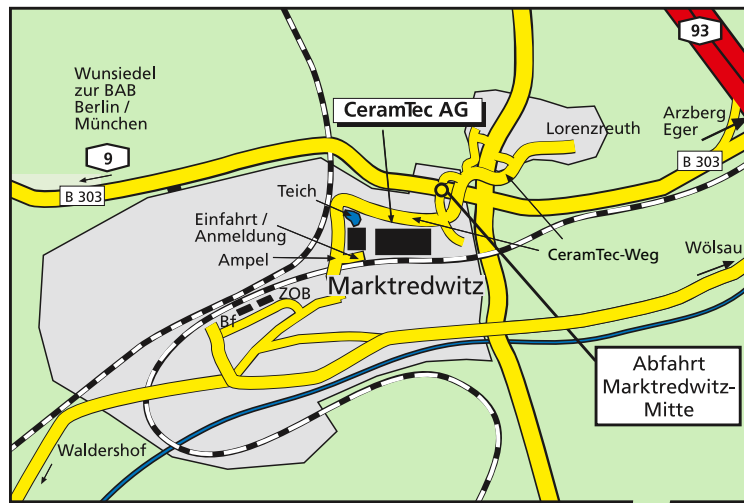 93
Wunsiedel
zur BAB
Berlin /
München
9
B 303
CeramTec AG
Lorenzreuth
Arzberg
Eger
B 303
Teich
Einfahrt /
Anmeldung
Ampel
CeramTec-Weg
Wölsau
Marktredwitz
ZOB
Bf
Abfahrt
Marktredwitz-
Mitte
Waldershof